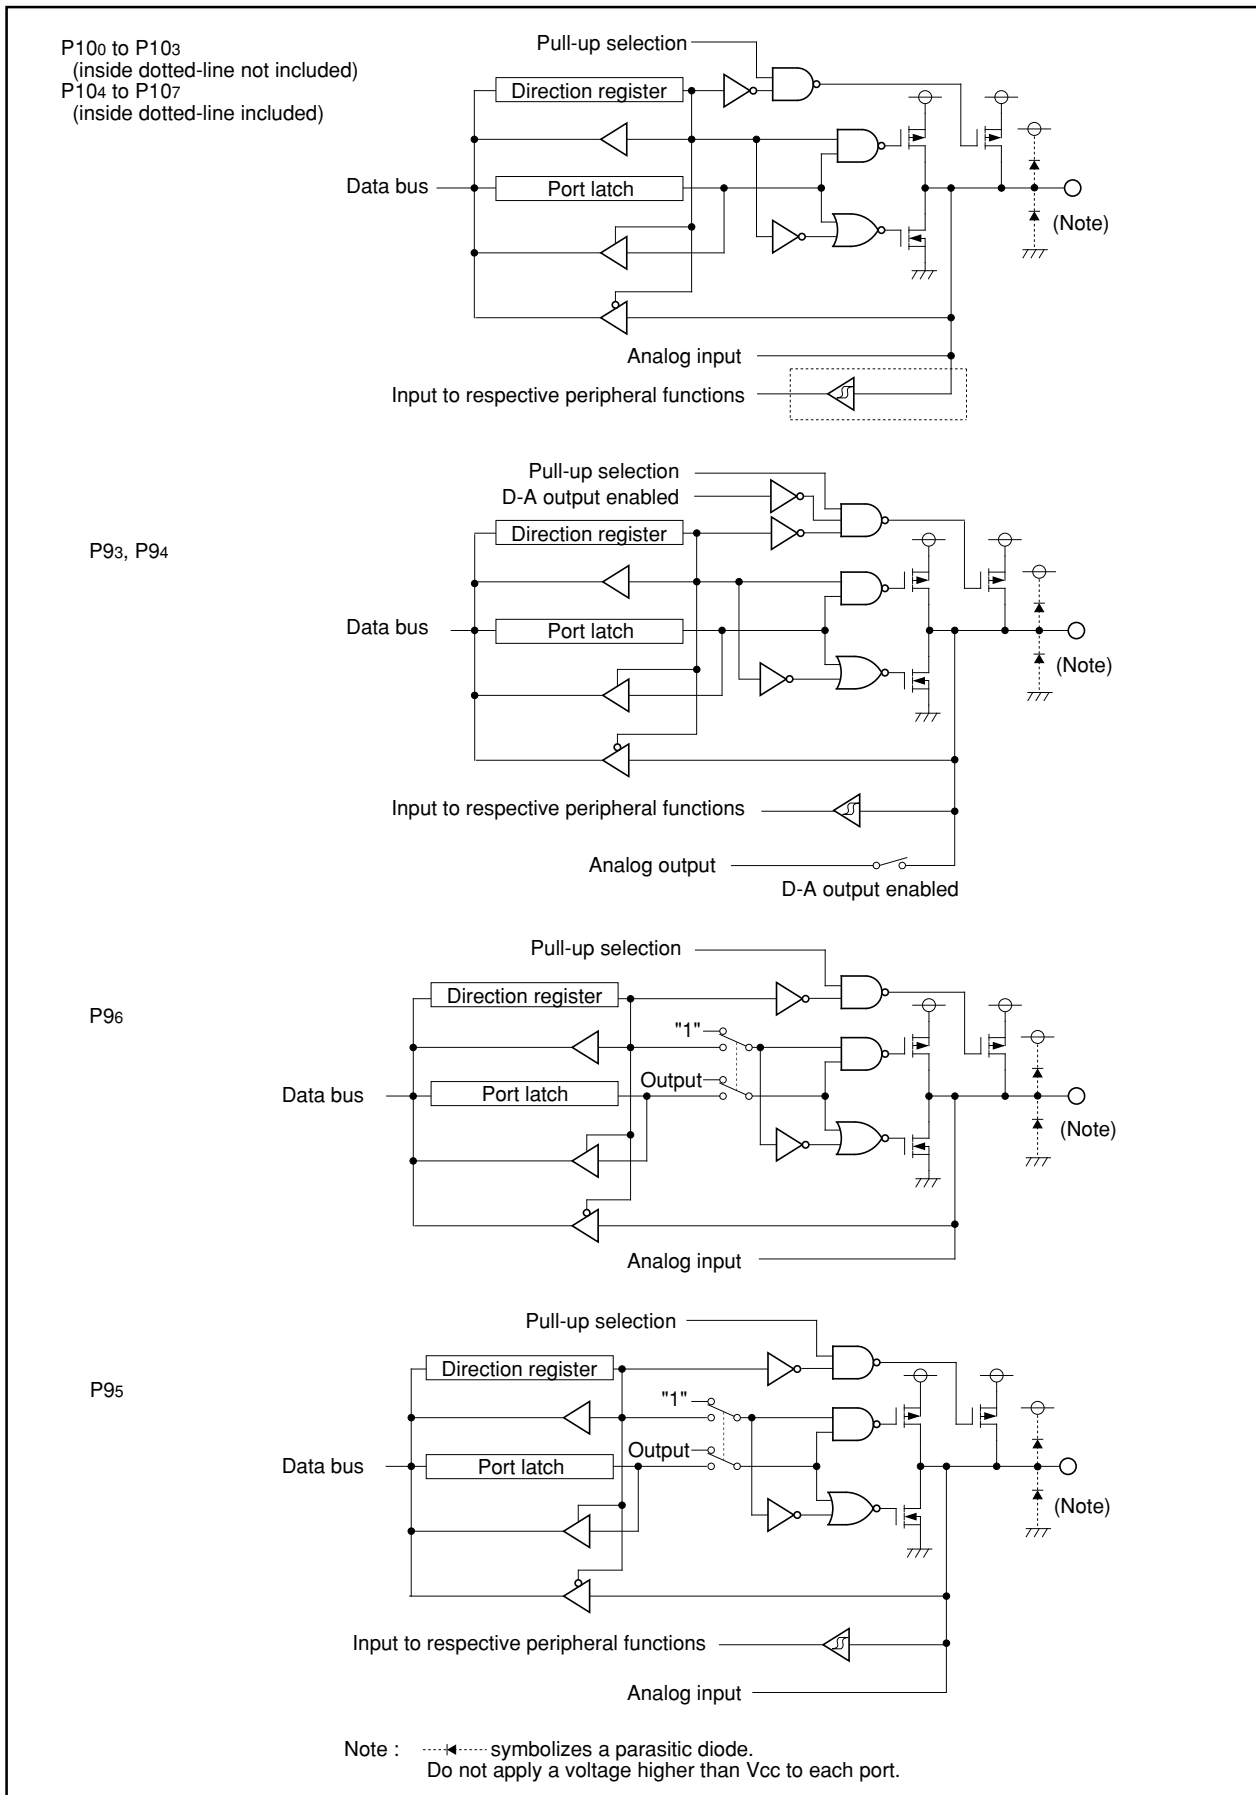 P100 to P103
(inside dotted-line not included)
P104 to P107
(inside dotted-line included)
Pull-up selection
Direction register
Data bus
Port latch
(Note)
Analog input
Input to respective peripheral functions
P93, P94
Pull-up selection
D-A output enabled
Direction register
Data bus
Port latch
(Note)
Input to respective peripheral functions
Analog output
D-A output enabled
P96
Pull-up selection
Direction register
"1"
Output
Data bus
Port latch
(Note)
Analog input
P95
Pull-up selection
Direction register
"1"
Output
Data bus
Port latch
(Note)
Input to respective peripheral functions
Analog input
Note : symbolizes a parasitic diode.
Do not apply a voltage higher than Vcc to each port.